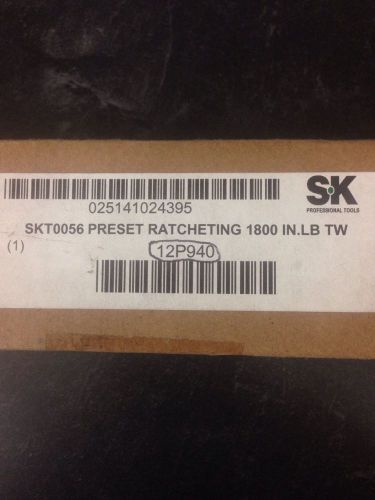 SK
PROFESSIONAL TOOLS
025141024395
SKT0056 PRESET RATCHETING 1800 IN.LB TW
(1)
12P940